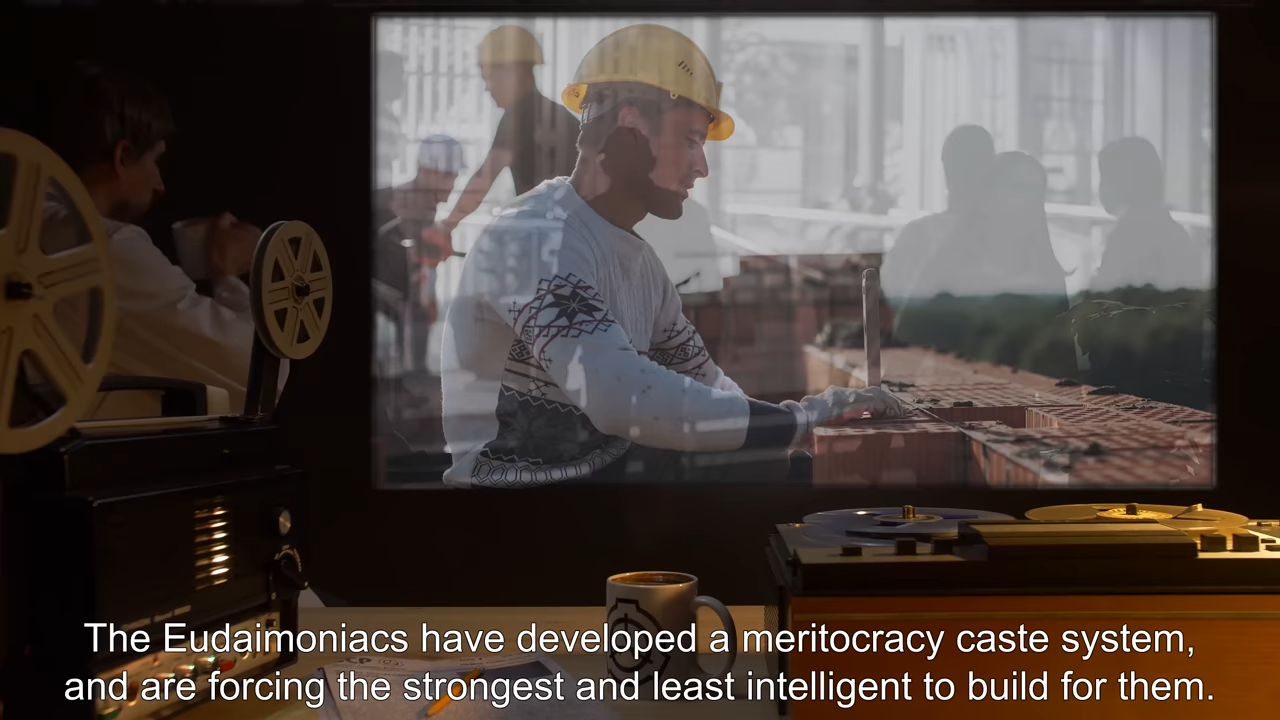 The Eudaimoniacs have developed a meritocracy caste system,
and are forcing the strongest and least intelligent to build for them.